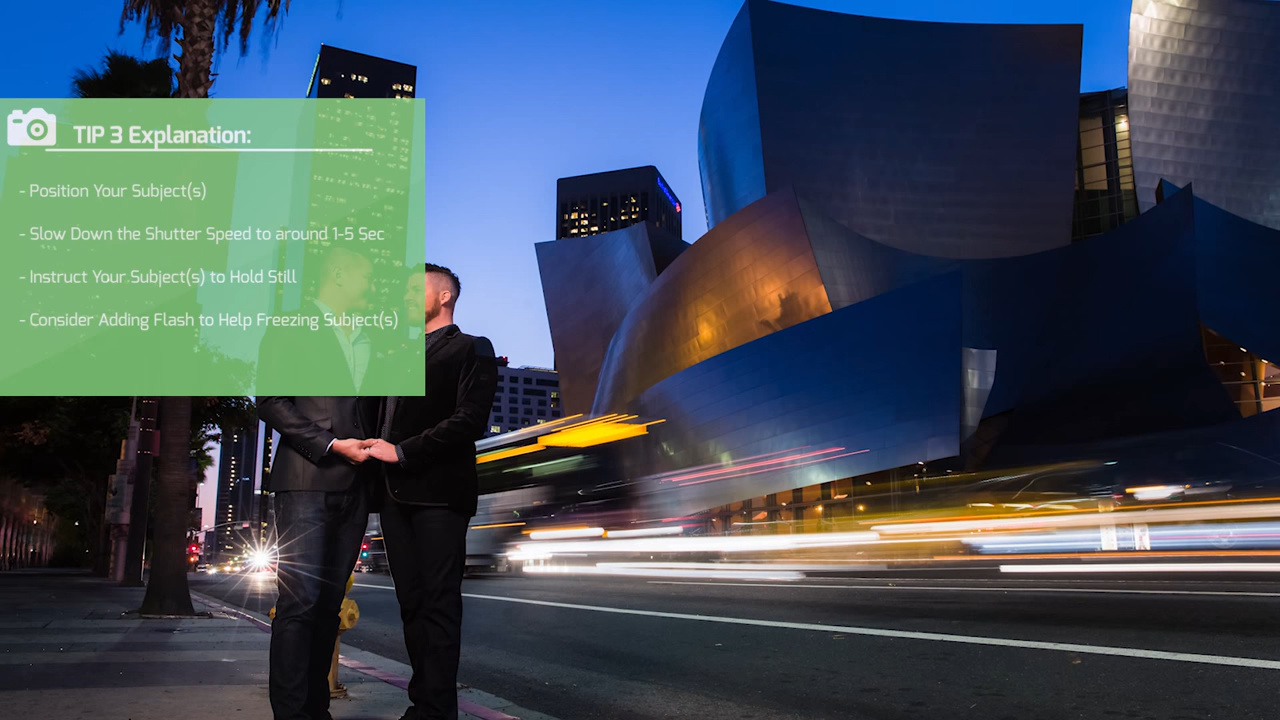 TIP 3 Explanation:
- Position Your Subject(s)
- Slow Down the Shutter Speed to around 1-5 Sec
- Instruct Your Subject(s) to Hold Still
- Consider Adding Flash to Help Freezing Subject(s)